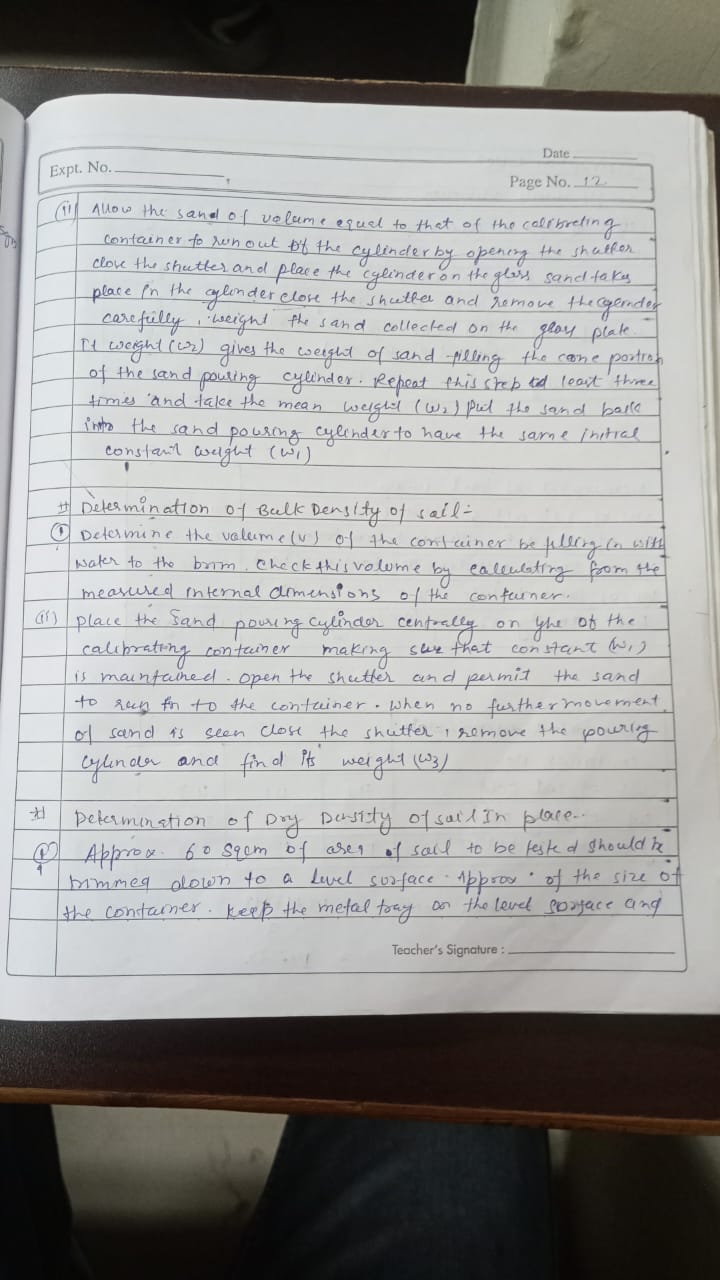 Date
Expt. No.
Page No. 12
(ii) Allow the sand of volume equal to that of the calibreting
container to run out of the cylinder by opening the shutter
close the shutter and place the cylinder on the glass sand takes
place in the cylinder close the shutter and remove the
carefully, weight the sand collected on the glass plate.
It weight (w2) gives the weight of sand filling the cone portion
of the sand pouring cylinder. Repeat this step least three
times and take the mean weight (w2) put the sand back
into the sand pouring cylinder to have the same initial
constant weight (w1)
# Determination of Bulk Density of soil:-
(i) Determine the volume (v) of the container be filling in with
water to the brim. Check this volume by calculating from the
measured internal dimensions of the container.
(ii) place the Sand pouring cylinder centrally on yhe of the
calibrating container making sure that constant (w1)
is maintained. open the shutter and permit the sand
to run in to the container. when no further movement
of sand is seen close the shutter, remove the pouring
cylinder and find its weight (w3)
# Determination of Dry Density of soil In place..
(i) Approx. 60 sqcm of area of soil to be tested should be
trimmed down to a level surface. Approx. of the size of
the container. keep the metal tray on the level surface and
Teacher's Signature :